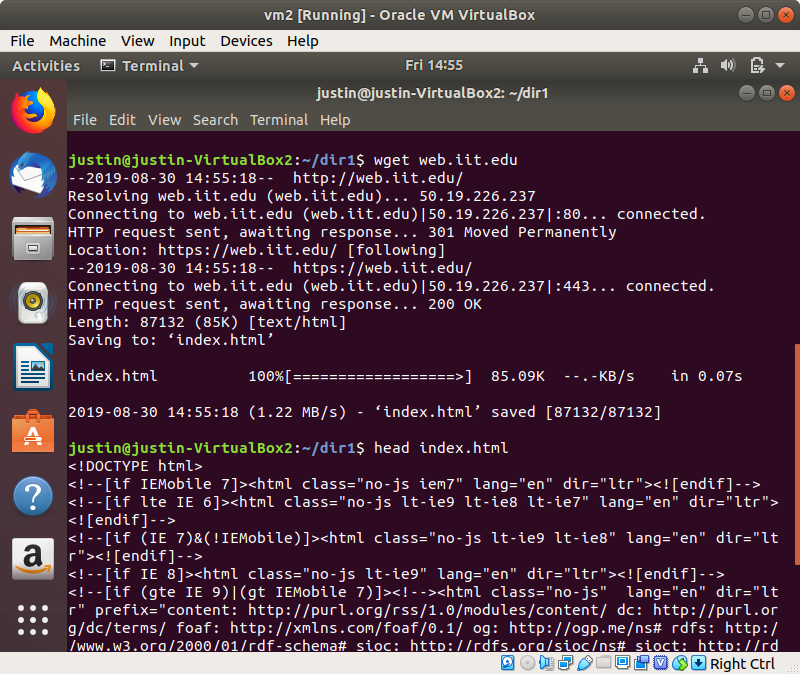 vm2 [Running] - Oracle VM VirtualBox
File Machine View Input Devices Help
Activities Terminal Fri 14:55
justin@justin-VirtualBox2: ~/dir1
File Edit View Search Terminal Help
justin@justin-VirtualBox2:~/dir1$ wget web.iit.edu
--2019-08-30 14:55:18--  http://web.iit.edu/
Resolving web.iit.edu (web.iit.edu)... 50.19.226.237
Connecting to web.iit.edu (web.iit.edu)|50.19.226.237|:80... connected.
HTTP request sent, awaiting response... 301 Moved Permanently
Location: https://web.iit.edu/ [following]
--2019-08-30 14:55:18--  https://web.iit.edu/
Connecting to web.iit.edu (web.iit.edu)|50.19.226.237|:443... connected.
HTTP request sent, awaiting response... 200 OK
Length: 87132 (85K) [text/html]
Saving to: ‘index.html’
index.html          100%[==================>]  85.09K  --.-KB/s    in 0.07s
2019-08-30 14:55:18 (1.22 MB/s) - ‘index.html’ saved [87132/87132]
justin@justin-VirtualBox2:~/dir1$ head index.html
<!DOCTYPE html>
<!--[if IEMobile 7]><html class="no-js iem7" lang="en" dir="ltr"><![endif]-->
<!--[if lte IE 6]><html class="no-js lt-ie9 lt-ie8 lt-ie7" lang="en" dir="ltr">
<![endif]-->
<!--[if (IE 7)&(!IEMobile)]><html class="no-js lt-ie9 lt-ie8" lang="en" dir="lt
r"><![endif]-->
<!--[if IE 8]><html class="no-js lt-ie9" lang="en" dir="ltr"><![endif]-->
<!--[if (gte IE 9)|(gt IEMobile 7)]><!--><html class="no-js"  lang="en" dir="lt
r" prefix="content: http://purl.org/rss/1.0/modules/content/ dc: http://purl.or
g/dc/terms/ foaf: http://xmlns.com/foaf/0.1/ og: http://ogp.me/ns# rdfs: http:/
/www.w3.org/2000/01/rdf-schema# sioc: http://rdfs.org/sioc/ns# sioct: http://rd
Right Ctrl